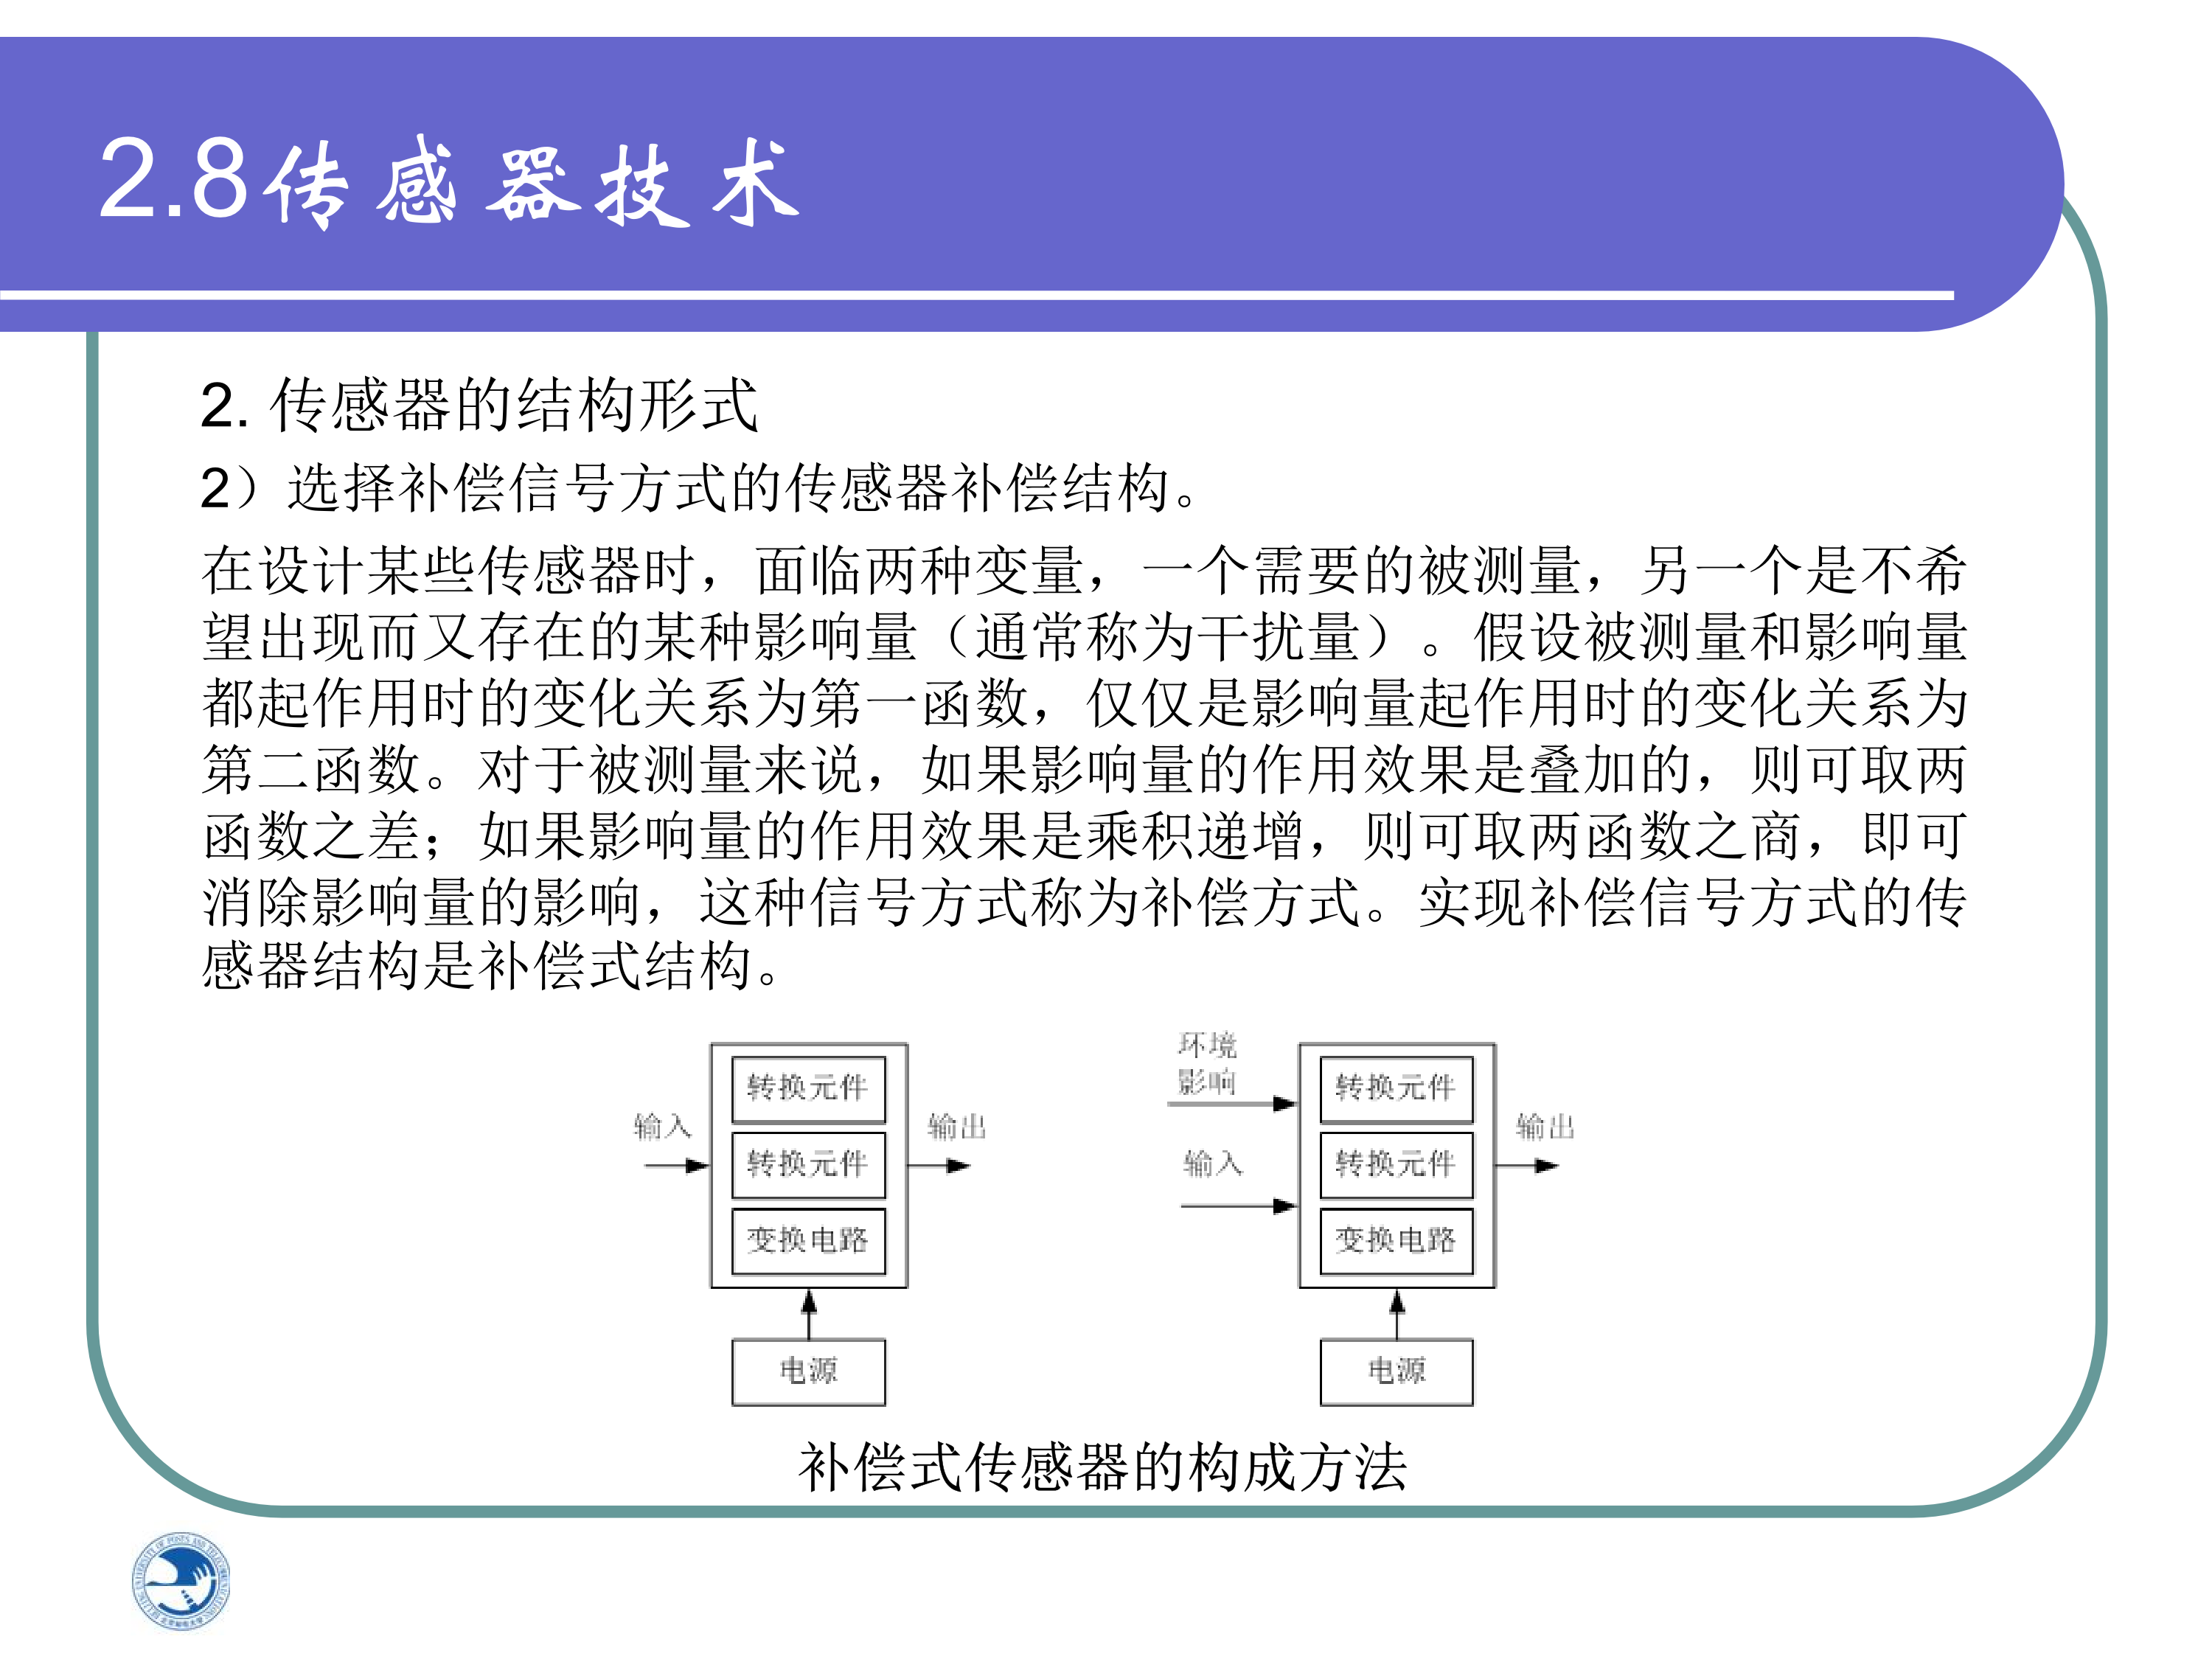 2.8传感器技术
2. 传感器的结构形式
2）选择补偿信号方式的传感器补偿结构。
在设计某些传感器时，面临两种变量，一个需要的被测量，另一个是不希
望出现而又存在的某种影响量（通常称为干扰量）。假设被测量和影响量
都起作用时的变化关系为第一函数，仅仅是影响量起作用时的变化关系为
第二函数。对于被测量来说，如果影响量的作用效果是叠加的，则可取两
函数之差；如果影响量的作用效果是乘积递增，则可取两函数之商，即可
消除影响量的影响，这种信号方式称为补偿方式。实现补偿信号方式的传
感器结构是补偿式结构。
输入
转换元件
转换元件
变换电路
输出
电源
环境
影响
输入
转换元件
转换元件
变换电路
输出
电源
补偿式传感器的构成方法